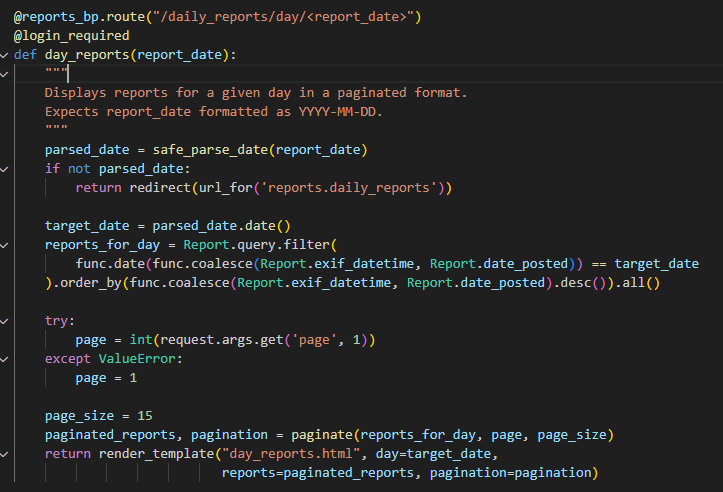 @reports_bp.route("/daily_reports/day/<report_date>")
@login_required
def day_reports(report_date):
    """
    Displays reports for a given day in a paginated format.
    Expects report_date formatted as YYYY-MM-DD.
    """
    parsed_date = safe_parse_date(report_date)
    if not parsed_date:
        return redirect(url_for('reports.daily_reports'))

    target_date = parsed_date.date()
    reports_for_day = Report.query.filter(
        func.date(func.coalesce(Report.exif_datetime, Report.date_posted)) == target_date
    ).order_by(func.coalesce(Report.exif_datetime, Report.date_posted).desc()).all()

    try:
        page = int(request.args.get('page', 1))
    except ValueError:
        page = 1

    page_size = 15
    paginated_reports, pagination = paginate(reports_for_day, page, page_size)
    return render_template("day_reports.html", day=target_date,
                           reports=paginated_reports, pagination=pagination)